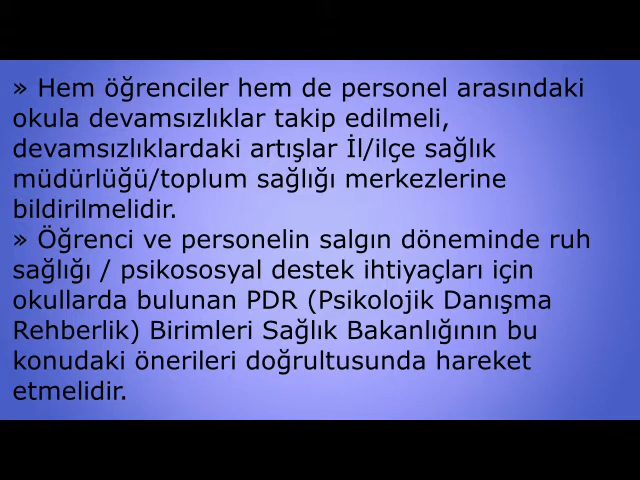 » Hem öğrenciler hem de personel arasındaki
okula devamsızlıklar takip edilmeli,
devamsızlıklardaki artışlar İl/ilçe sağlık
müdürlüğü/toplum sağlığı merkezlerine
bildirilmelidir.
» Öğrenci ve personelin salgın döneminde ruh
sağlığı / psikososyal destek ihtiyaçları için
okullarda bulunan PDR (Psikolojik Danışma
Rehberlik) Birimleri Sağlık Bakanlığının bu
konudaki önerileri doğrultusunda hareket
etmelidir.